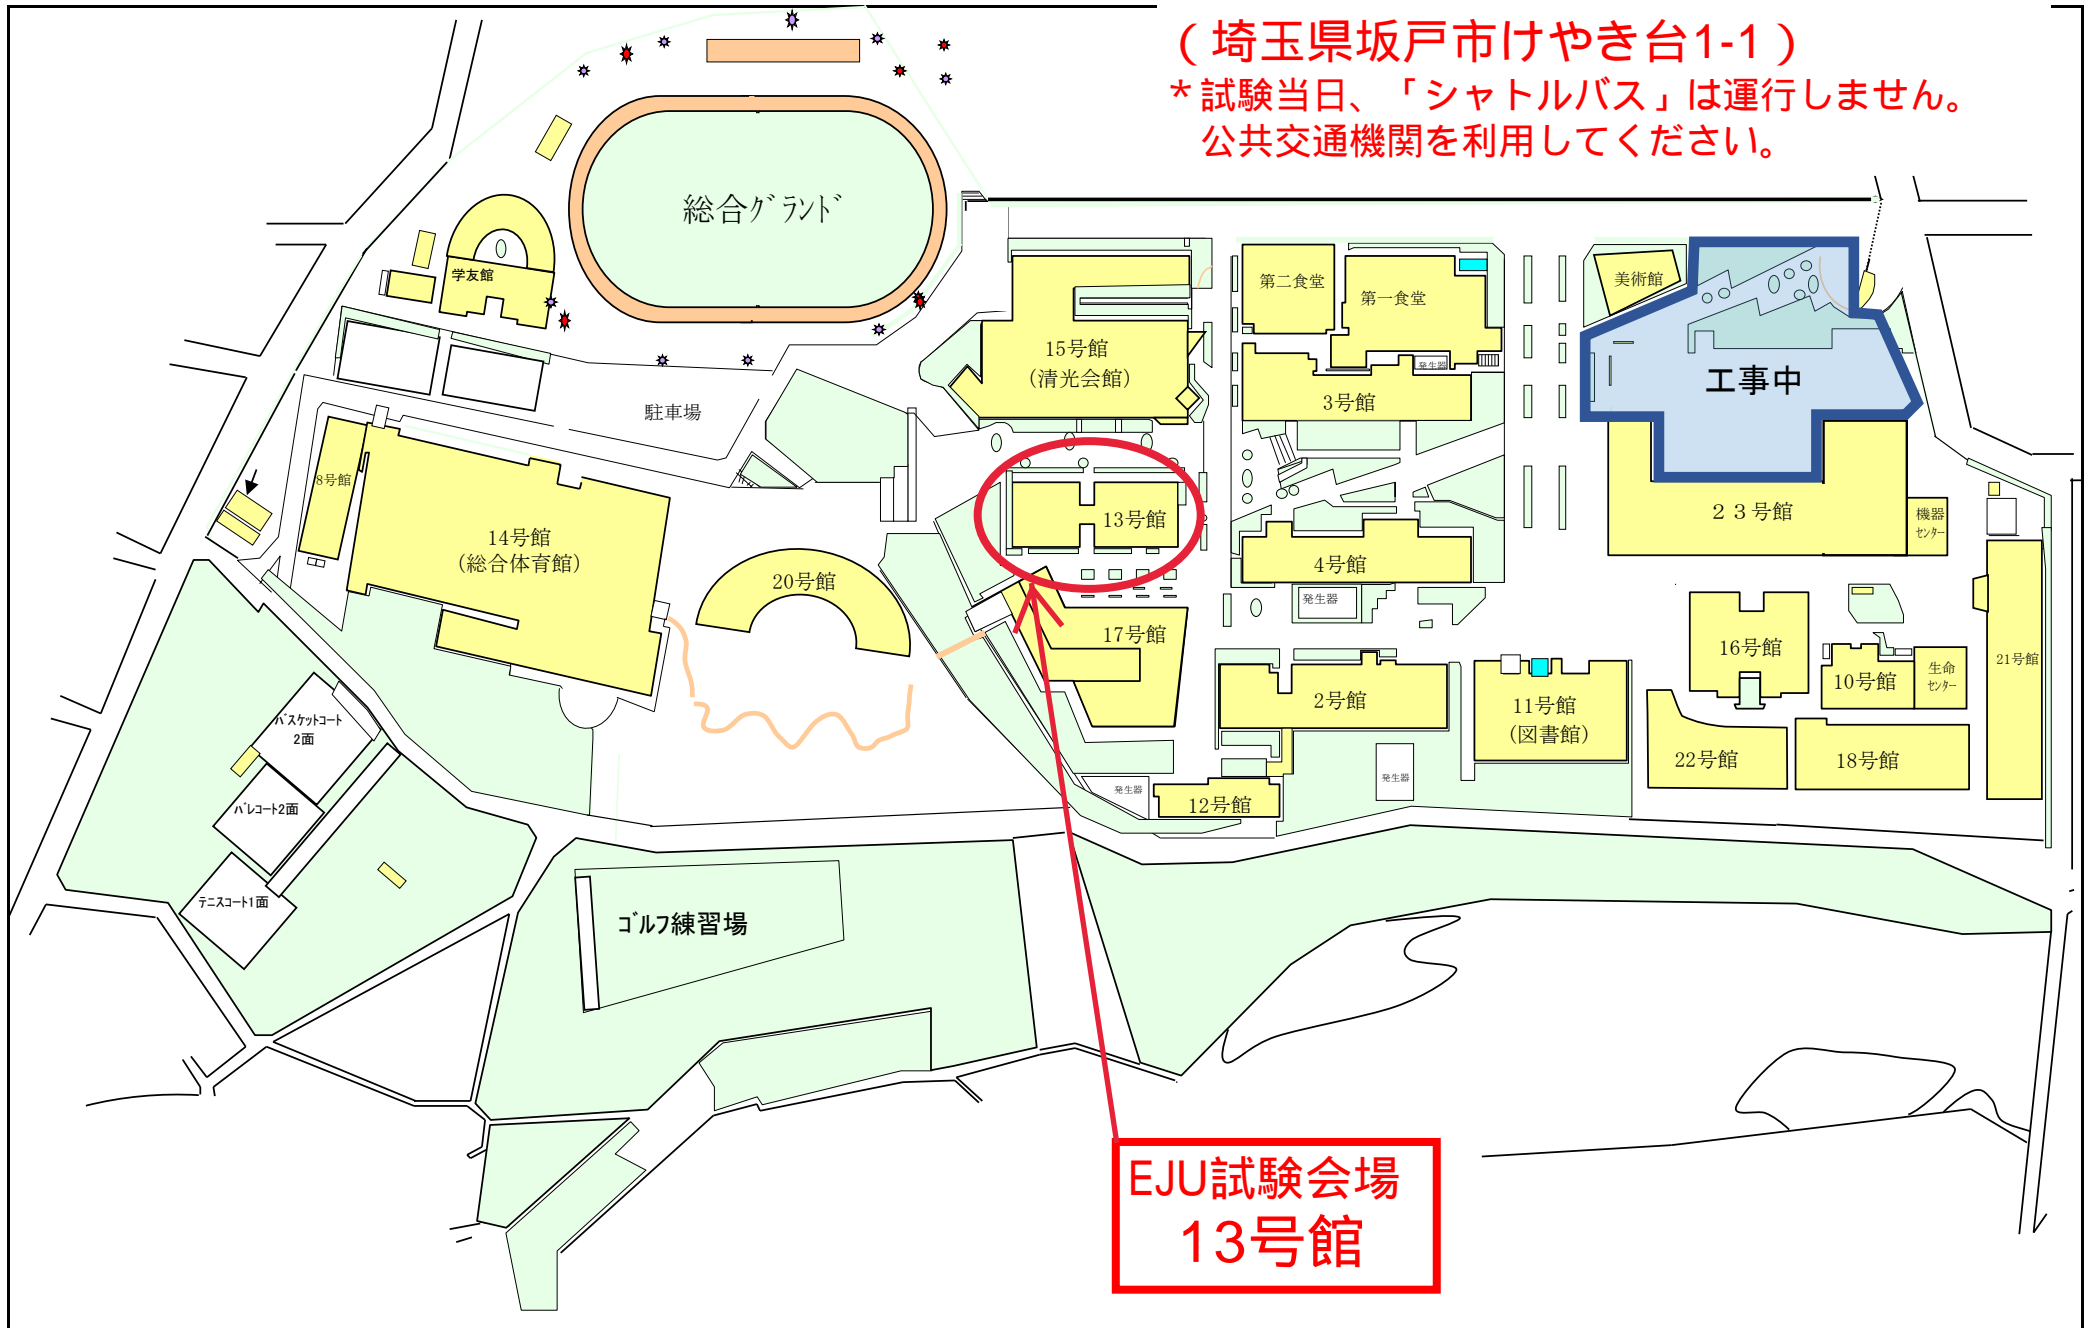 （埼玉県坂戸市けやき台1-1）
*試験当日、「シャトルバス」は運行しません。
公共交通機関を利用してください。
総合ｸﾞﾗﾝﾄﾞ
学友館
第二食堂
第一食堂
美術館
15号館
(清光会館)
発生器
工事中
3号館
駐車場
8号館
14号館
(総合体育館)
13号館
２３号館
機器
ｾﾝﾀｰ
20号館
4号館
発生器
17号館
16号館
21号館
生命
ｾﾝﾀｰ
10号館
2号館
11号館
(図書館)
ﾊﾞｽｹｯﾄｺｰﾄ
2面
22号館
18号館
発生器
発生器
12号館
ﾊﾞﾚｺｰﾄ2面
ﾃﾆｽｺｰﾄ1面
ｺﾞﾙﾌ練習場
EJU試験会場
13号館